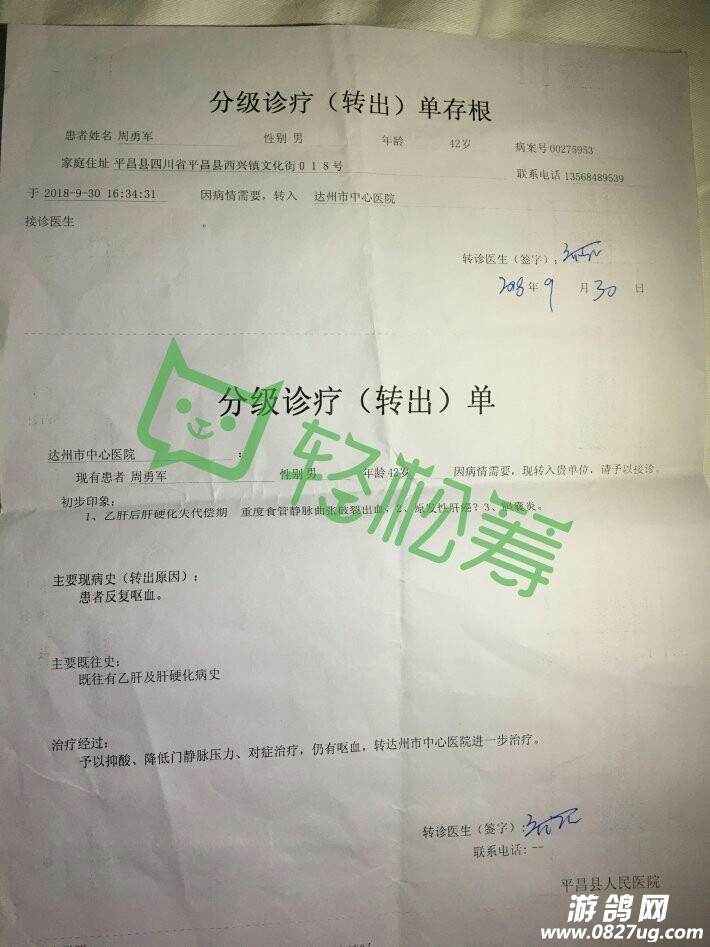 分级诊疗（转出）单存根
患者姓名 周勇军 性别 男 年龄 42岁 病案号 00275953
家庭住址 平昌县四川省平昌县西兴镇文化街０１８号 联系电话 13568489539
于 2018-9-30 16:34:31 因病情需要，转入 达州市中心医院
接诊医生 。
转诊医生（签字）：
2018 年 9 月 30 日
分级诊疗（转出）单
达州市中心医院 ：
现有患者 周勇军 性别 男 年龄 42岁 因病情需要，现转入贵单位，请予以接诊。
初步印象：
1、乙肝后肝硬化失代偿期 重度食管静脉曲张破裂出血；2、原发性肝癌？3、胆囊炎。
轻松筹
主要现病史（转出原因）：
患者反复呕血。
主要既往史：
既往有乙肝及肝硬化病史
治疗经过：
予以抑酸、降低门静脉压力、对症治疗，仍有呕血，转达州市中心医院进一步治疗。
转诊医生（签字）：
联系电话：--
平昌县人民医院
游鸽网
www.0827ug.com